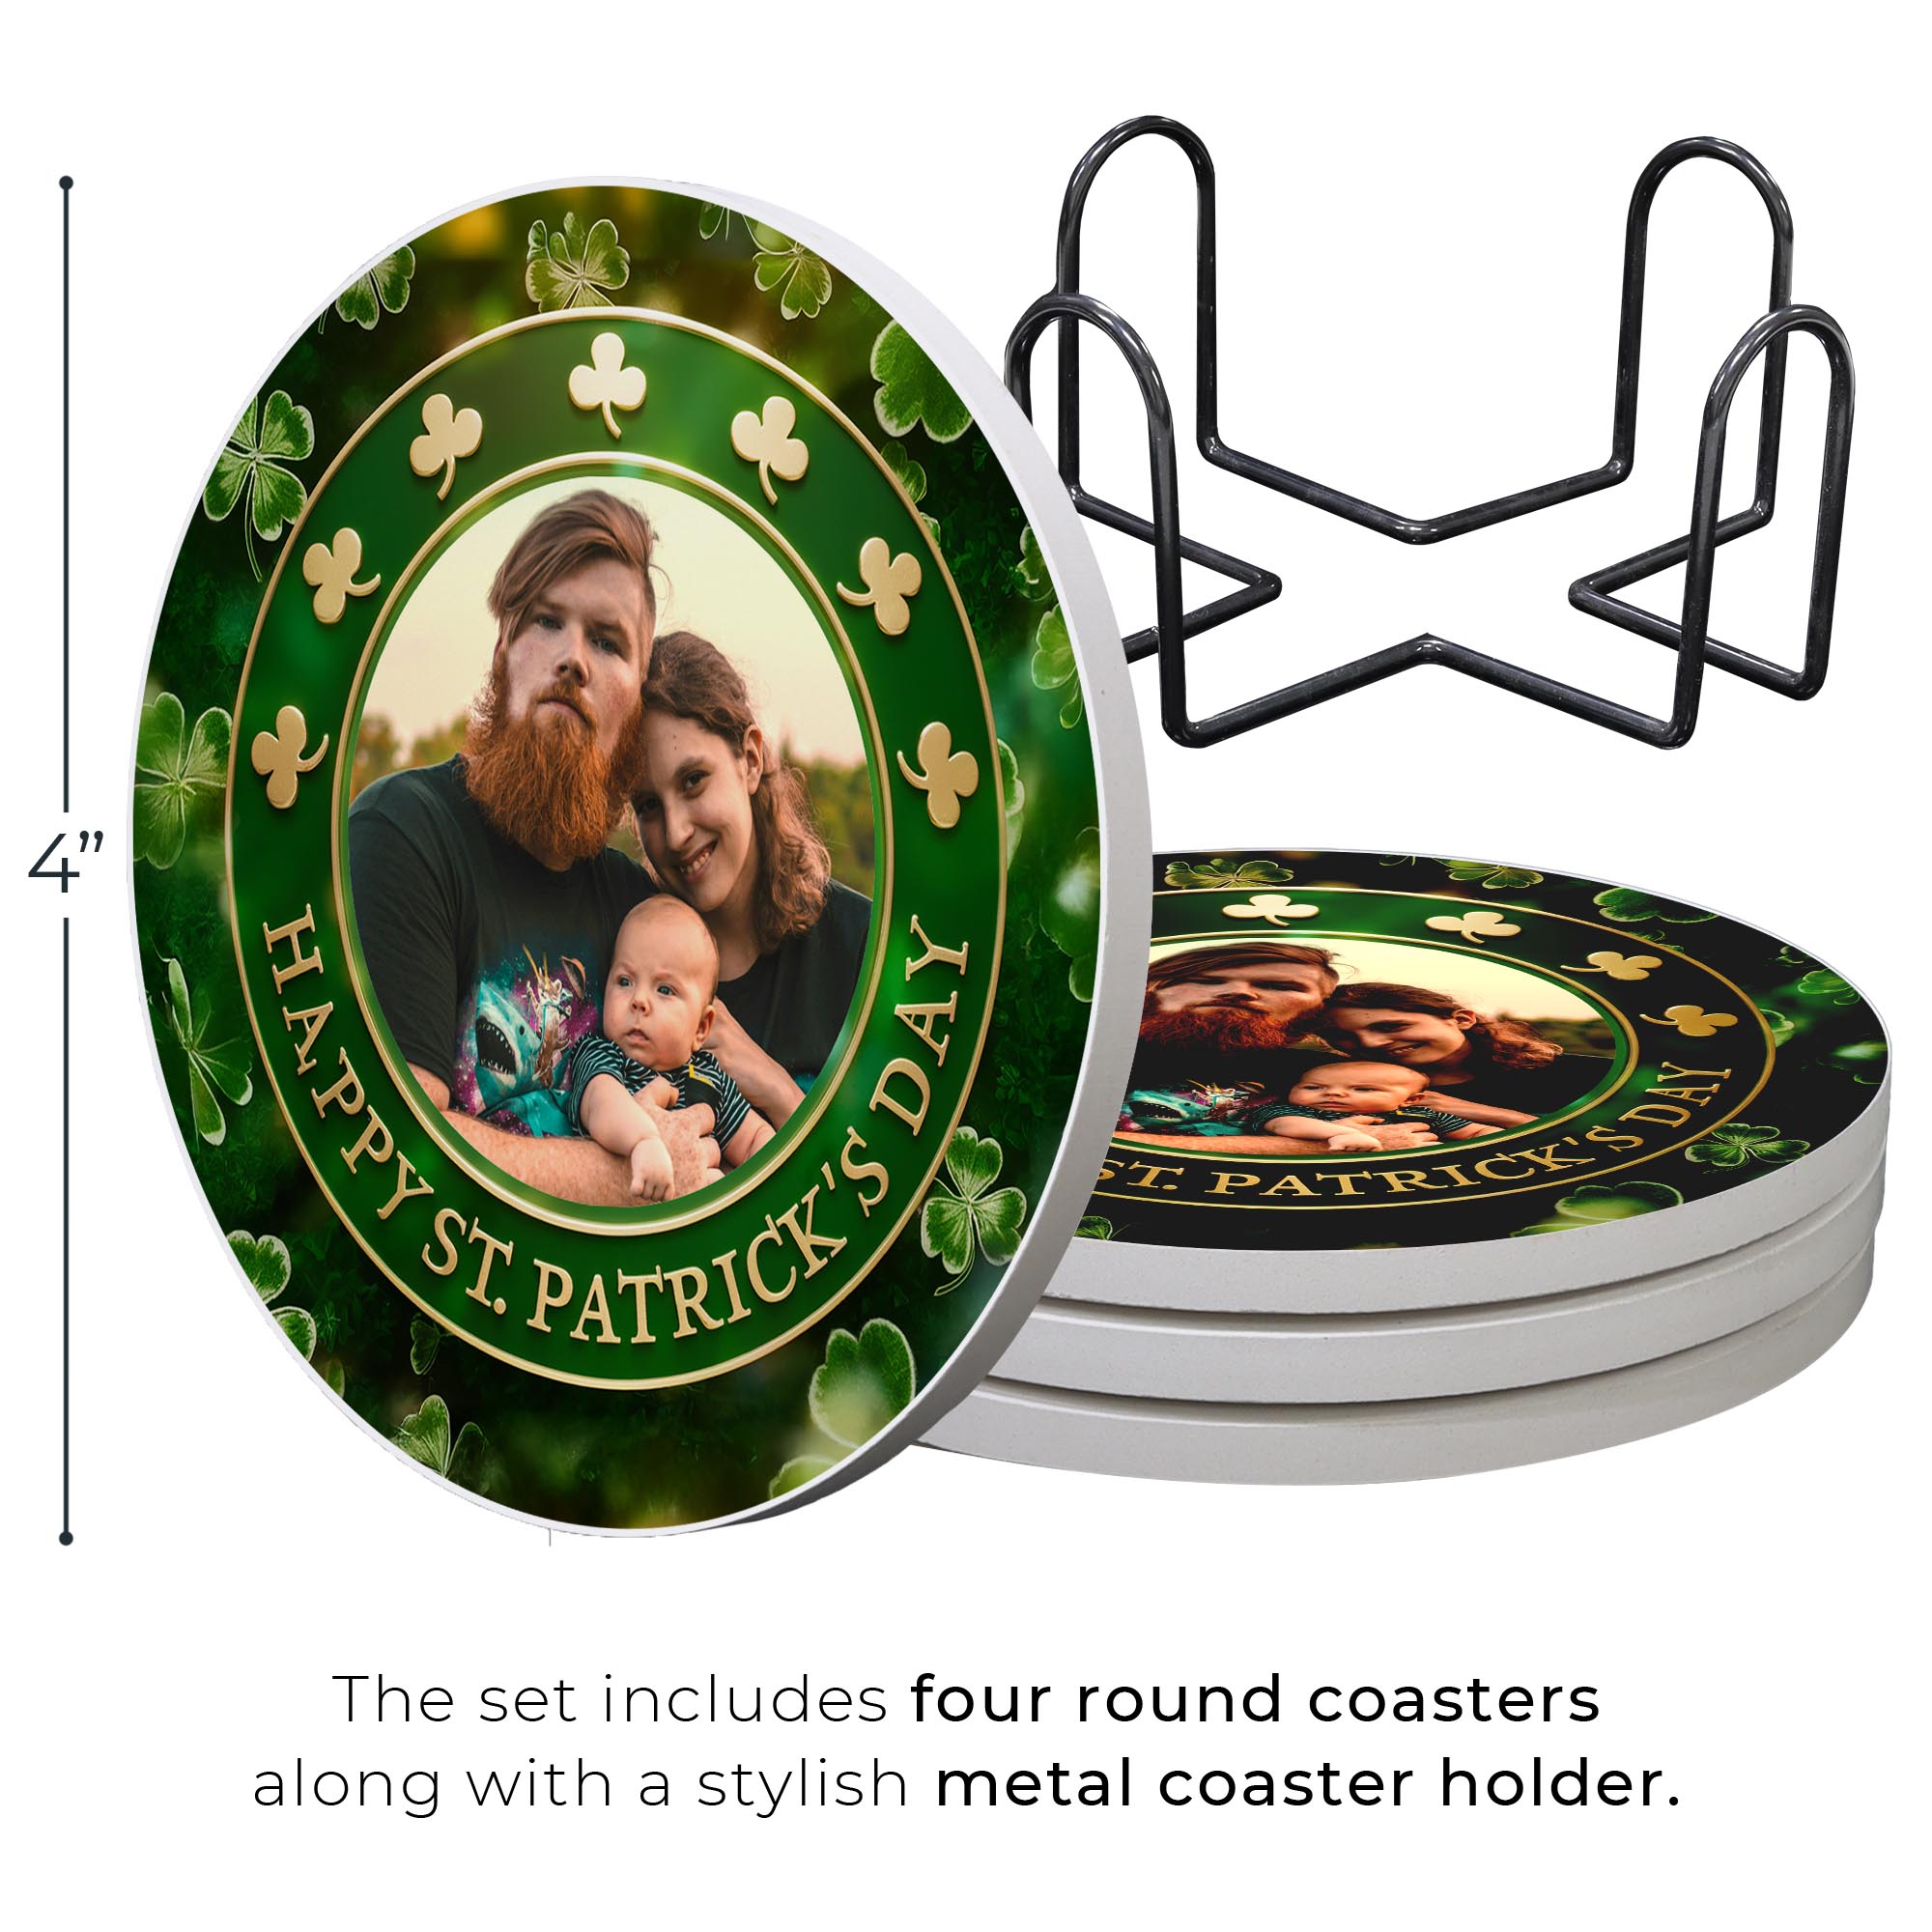 4”
HAPPY ST. PATRICK'S DAY
ST. PATRICK'S DAY
The set includes four round coasters
along with a stylish metal coaster holder.